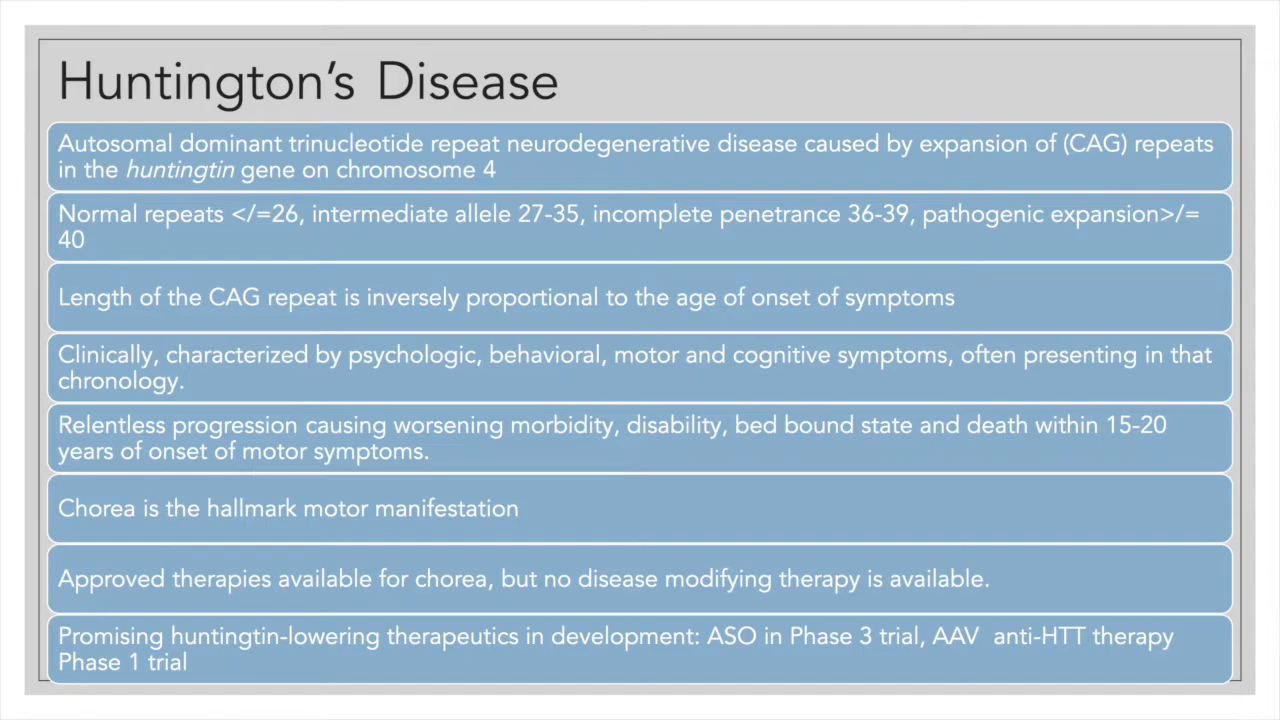 Huntington’s Disease
Autosomal dominant trinucleotide repeat neurodegenerative disease caused by expansion of (CAG) repeats
in the huntingtin gene on chromosome 4
Normal repeats </=26, intermediate allele 27-35, incomplete penetrance 36-39, pathogenic expansion>/=
40
Length of the CAG repeat is inversely proportional to the age of onset of symptoms
Clinically, characterized by psychologic, behavioral, motor and cognitive symptoms, often presenting in that
chronology.
Relentless progression causing worsening morbidity, disability, bed bound state and death within 15-20
years of onset of motor symptoms.
Chorea is the hallmark motor manifestation
Approved therapies available for chorea, but no disease modifying therapy is available.
Promising huntingtin-lowering therapeutics in development: ASO in Phase 3 trial, AAV  anti-HTT therapy
Phase 1 trial